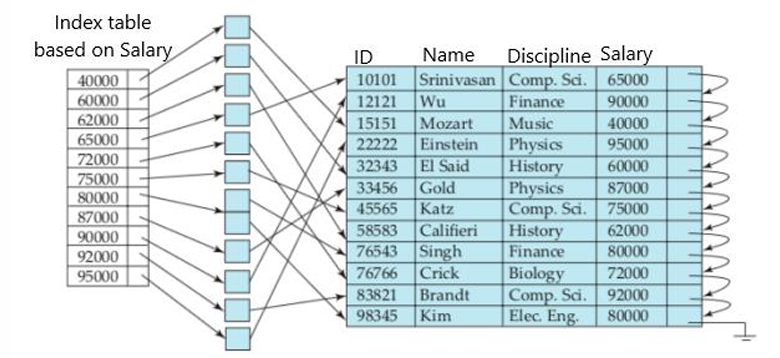 Index table
based on Salary
40000
60000
62000
65000
72000
75000
80000
87000
90000
92000
95000
ID Name Discipline Salary
10101 Srinivasan Comp. Sci. 65000
12121 Wu Finance 90000
15151 Mozart Music 40000
22222 Einstein Physics 95000
32343 El Said History 60000
33456 Gold Physics 87000
45565 Katz Comp. Sci. 75000
58583 Califieri History 62000
76543 Singh Finance 80000
76766 Crick Biology 72000
83821 Brandt Comp. Sci. 92000
98345 Kim Elec. Eng. 80000